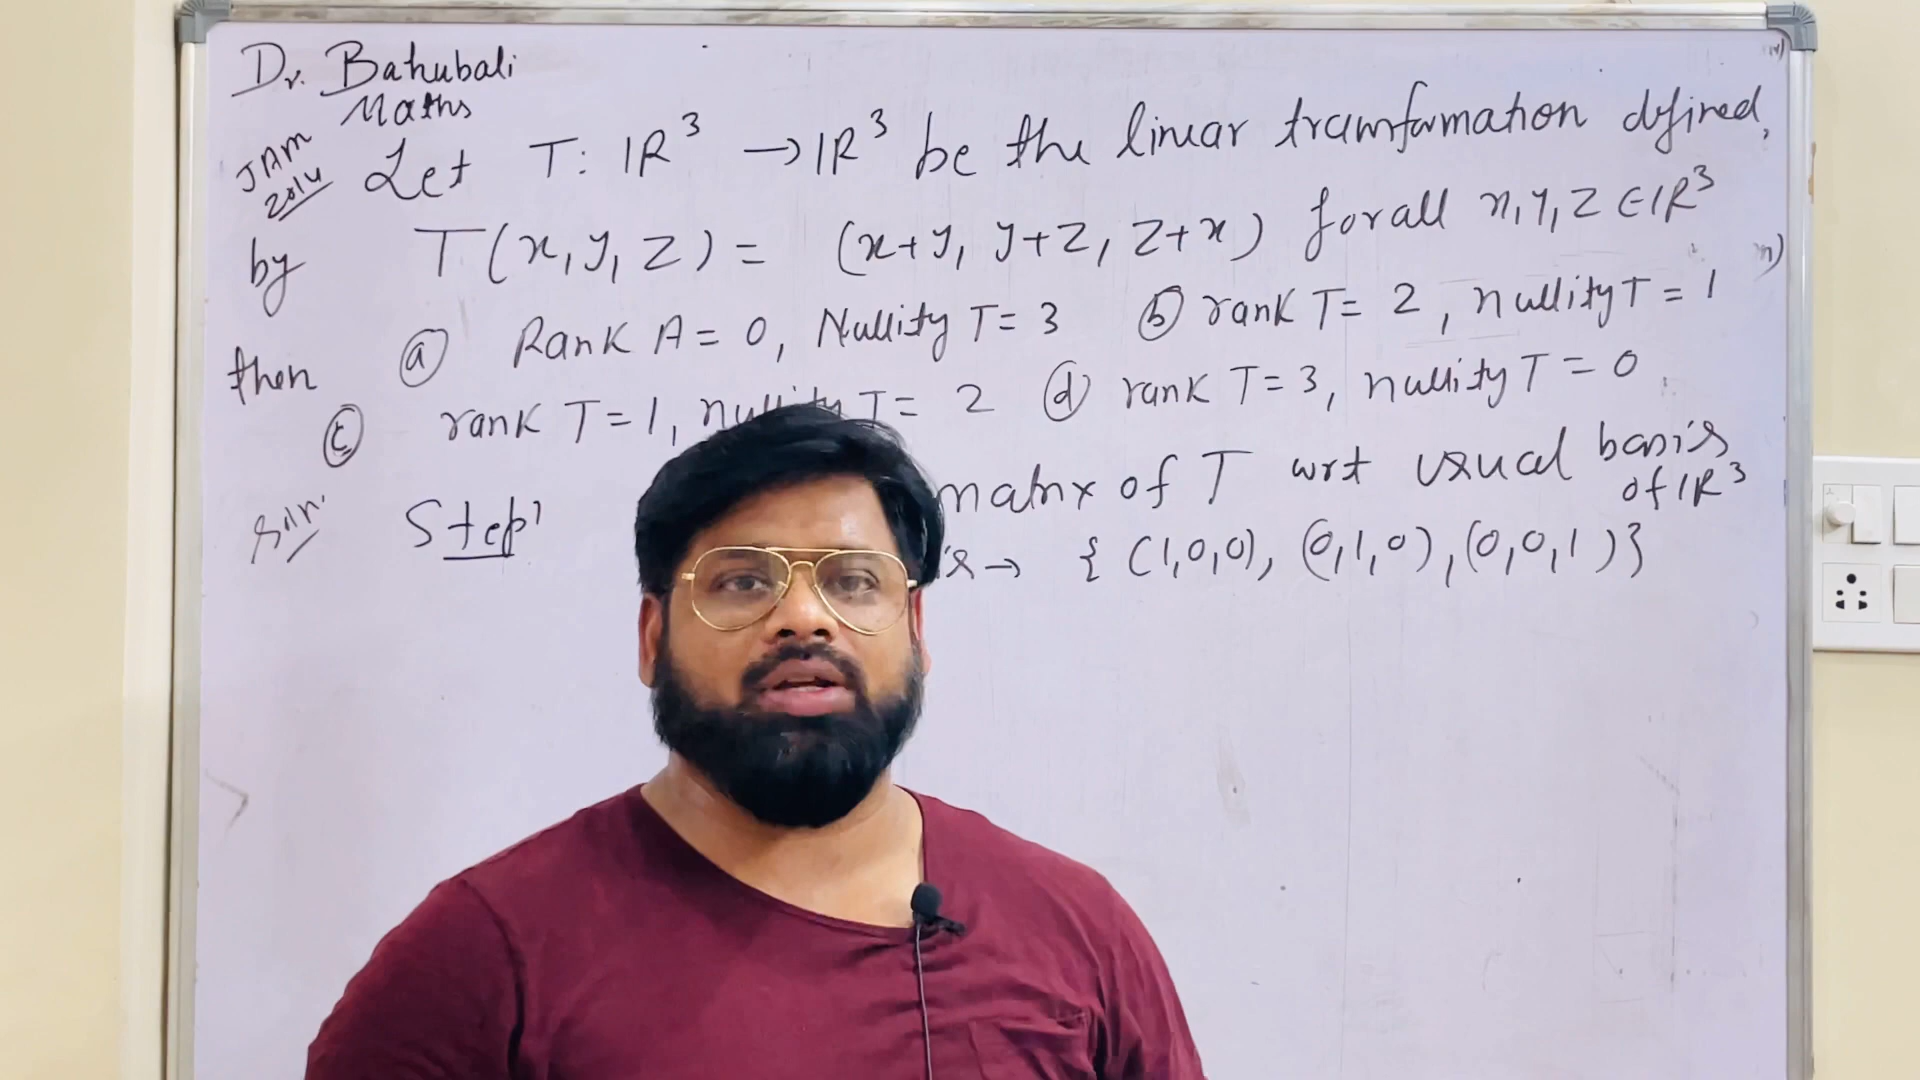 Dr. Bahubali
Maths
JAM
2014
Let T: IR³ → IR³ be the linear transformation defined,
by T(x, y, z) = (x+y, y+z, z+x) for all x, y, z ∈ IR³
then (a) Rank A = 0, Nullity T = 3 (b) rank T = 2, nullity T = 1
(c) rank T = 1, nullity T = 2 (d) rank T = 3, nullity T = 0
Soln. Step 1 matrix of T wrt usual basis
of IR³
→ { (1,0,0), (0,1,0), (0,0,1) }